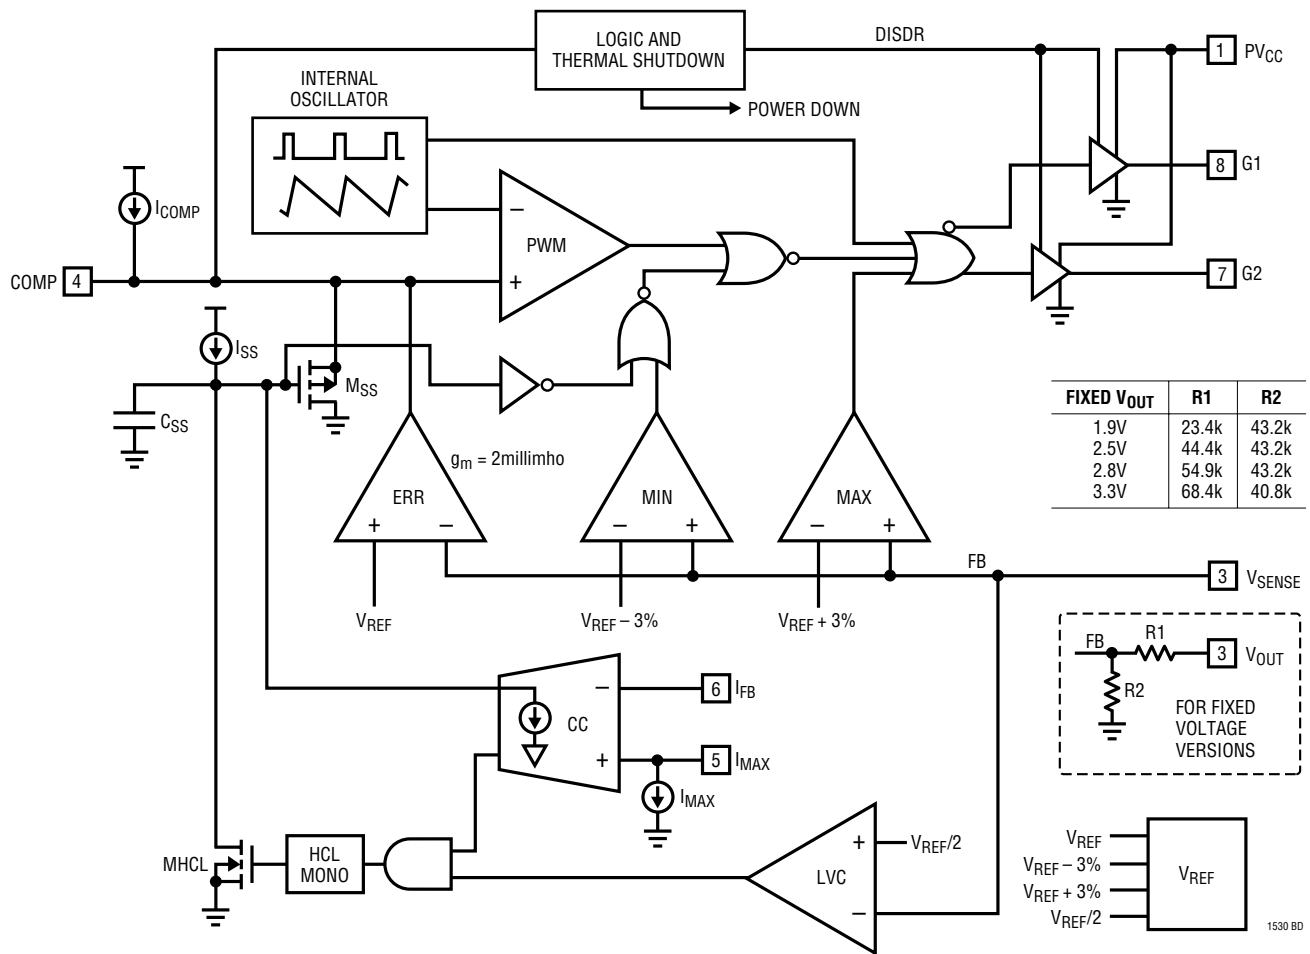 LOGIC AND
THERMAL SHUTDOWN
DISDR
1 PVCC
INTERNAL
OSCILLATOR
POWER DOWN
8 G1
ICOMP
–
PWM
+
COMP 4
7 G2
ISS
MSS
CSS
FIXED VOUT R1 R2
1.9V 23.4k 43.2k
2.5V 44.4k 43.2k
2.8V 54.9k 43.2k
3.3V 68.4k 40.8k
gm = 2millimho
ERR
+ –
MIN
– +
MAX
– +
FB
3 VSENSE
VREF
VREF – 3%
VREF + 3%
FB R1
3 VOUT
R2
FOR FIXED
VOLTAGE
VERSIONS
–
6 IFB
CC
+
5 IMAX
IMAX
MHCL
HCL
MONO
+
VREF/2
LVC
–
VREF
VREF – 3%
VREF + 3%
VREF/2
VREF
1530 BD